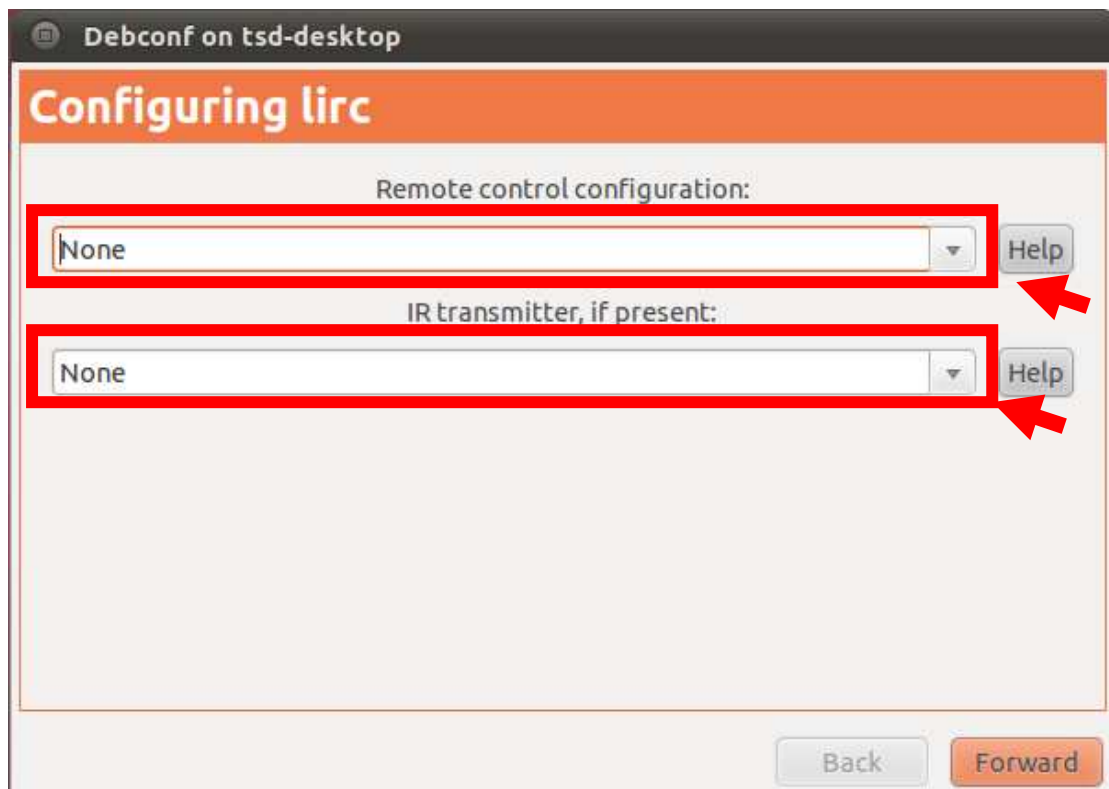 Debconf on tsd-desktop
Configuring lirc
Remote control configuration:
None
Help
IR transmitter, if present:
None
Help
Back
Forward